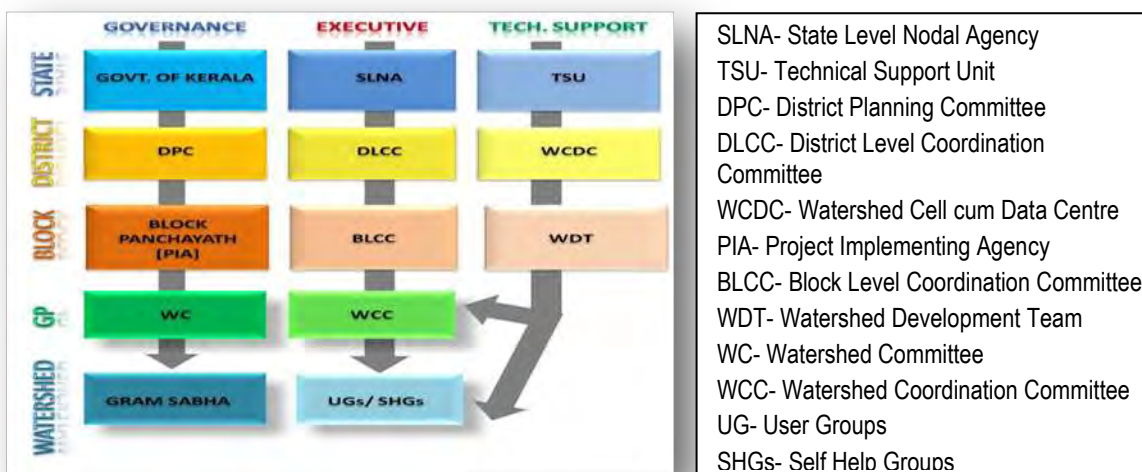 GOVERNANCE EXECUTIVE TECH. SUPPORT
STATE
GOVT. OF KERALA SLNA TSU
DISTRICT
DPC DLCC WCDC
BLOCK
BLOCK
PANCHAYATH
(PIA)
BLCC WDT
GP
WC WCC
WATERSHED
GRAM SABHA UGs/ SHGs
SLNA- State Level Nodal Agency
TSU- Technical Support Unit
DPC- District Planning Committee
DLCC- District Level Coordination
Committee
WCDC- Watershed Cell cum Data Centre
PIA- Project Implementing Agency
BLCC- Block Level Coordination Committee
WDT- Watershed Development Team
WC- Watershed Committee
WCC- Watershed Coordination Committee
UG- User Groups
SHGs- Self Help Groups